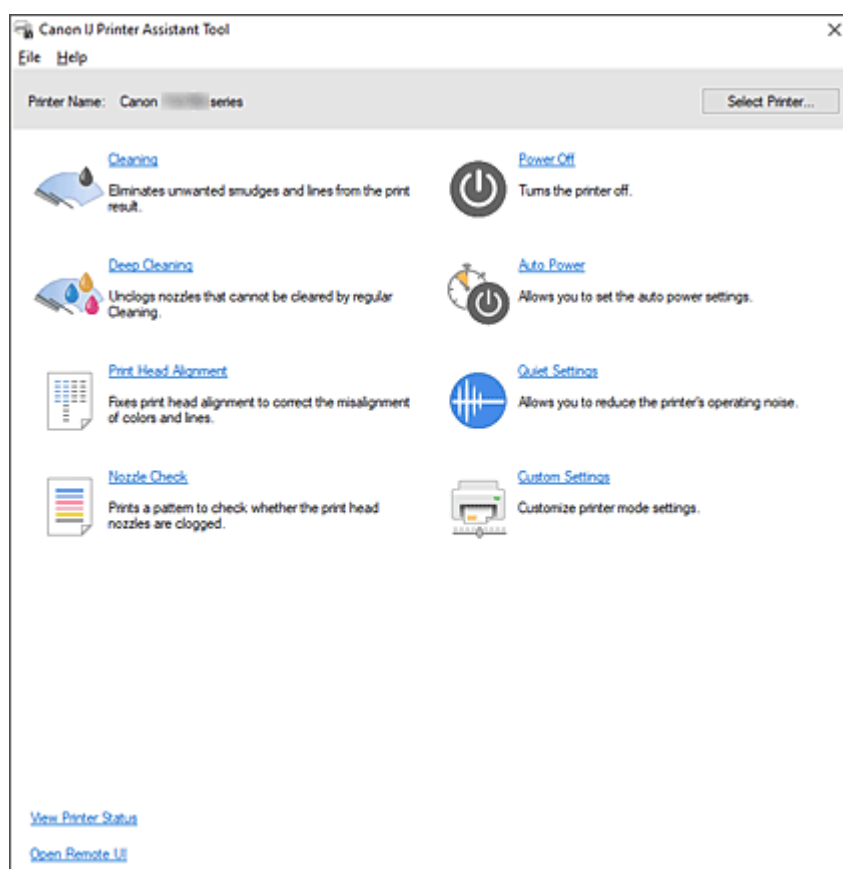 Canon IJ Printer Assistant Tool
File Help
Printer Name: Canon series
Select Printer...
Cleaning
Eliminates unwanted smudges and lines from the print
result.
Power Off
Turns the printer off.
Deep Cleaning
Unclogs nozzles that cannot be cleared by regular
Cleaning.
Auto Power
Allows you to set the auto power settings.
Print Head Alignment
Fixes print head alignment to correct the misalignment
of colors and lines.
Quiet Settings
Allows you to reduce the printer's operating noise.
Nozzle Check
Prints a pattern to check whether the print head
nozzles are clogged.
Custom Settings
Customize printer mode settings.
View Printer Status
Open Remote UI